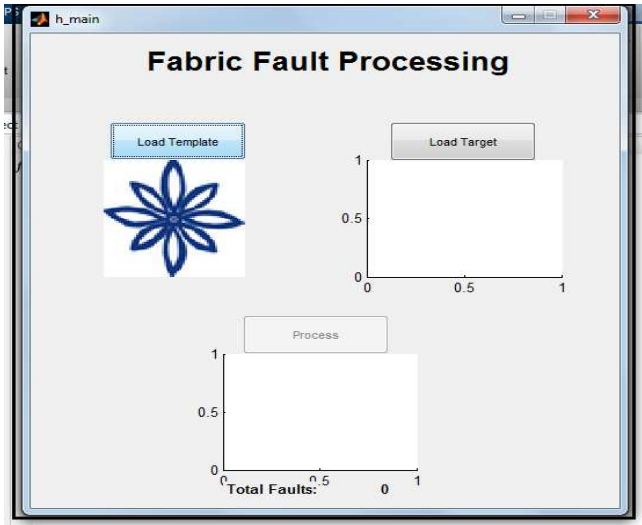 h_main
Fabric Fault Processing
Load Template
Load Target
1
0.5
0
0 0.5 1
Process
1
0.5
0
0 0.5 1
Total Faults: 0